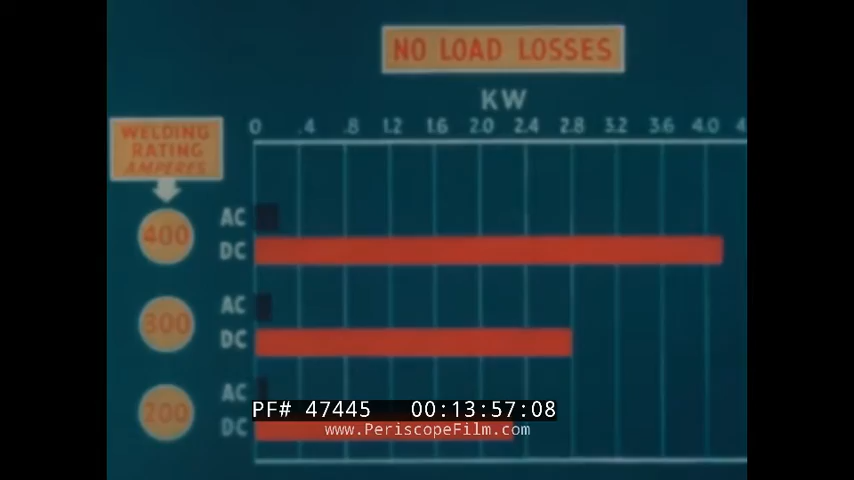 NO LOAD LOSSES
KW
0 .4 .8 1.2 1.6 2.0 2.4 2.8 3.2 3.6 4.0 4
WELDING
RATING
AMPERES
400
AC
DC
300
AC
DC
200
AC
DC
PF# 47445 00:13:57:08
www.PeriscopeFilm.com